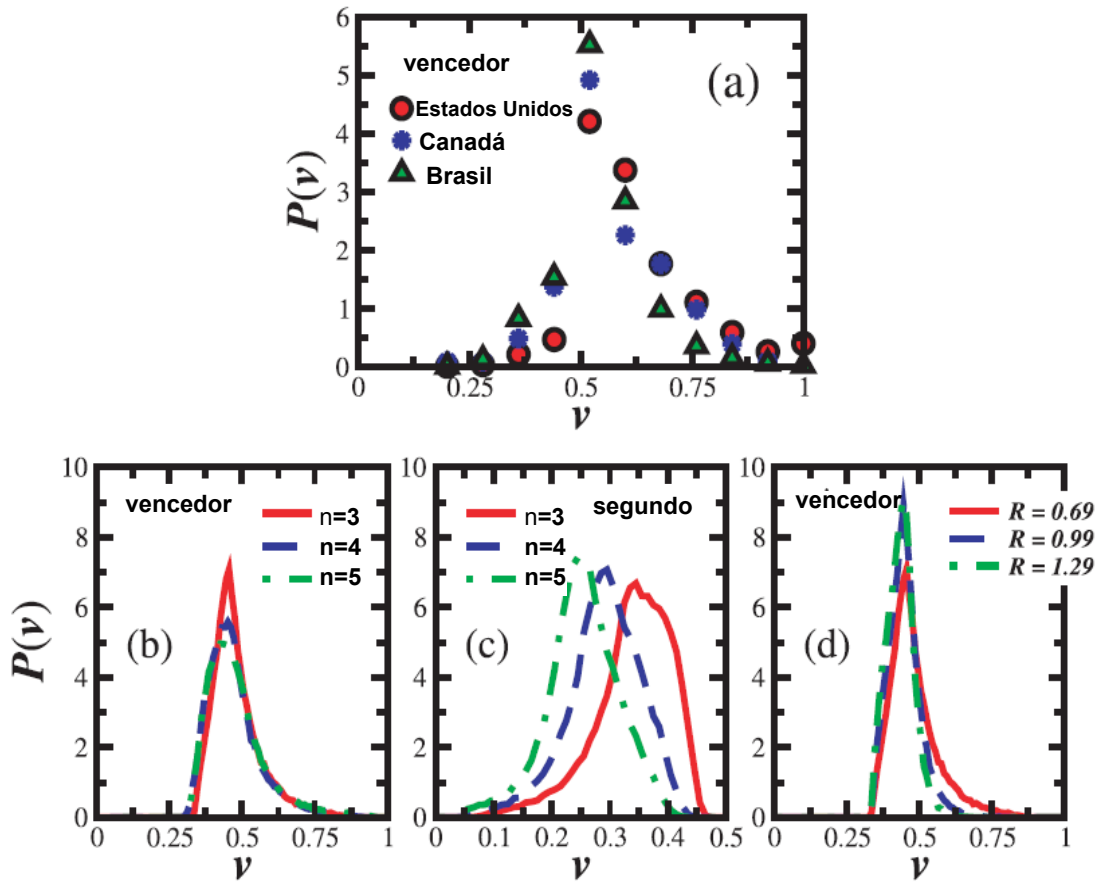 6
5
4
3
2
1
0
P(v)
vencedor
Estados Unidos
Canadá
Brasil
(a)
0 0.25 0.5 0.75 1
v
10
8
6
4
2
0
P(v)
vencedor
n=3
n=4
n=5
(b)
0 0.25 0.5 0.75 1
v
10
8
6
4
2
0
segundo
n=3
n=4
n=5
(c)
0 0.1 0.2 0.3 0.4 0.5
v
10
8
6
4
2
0
vencedor
R = 0.69
R = 0.99
R = 1.29
(d)
0 0.25 0.5 0.75 1
v